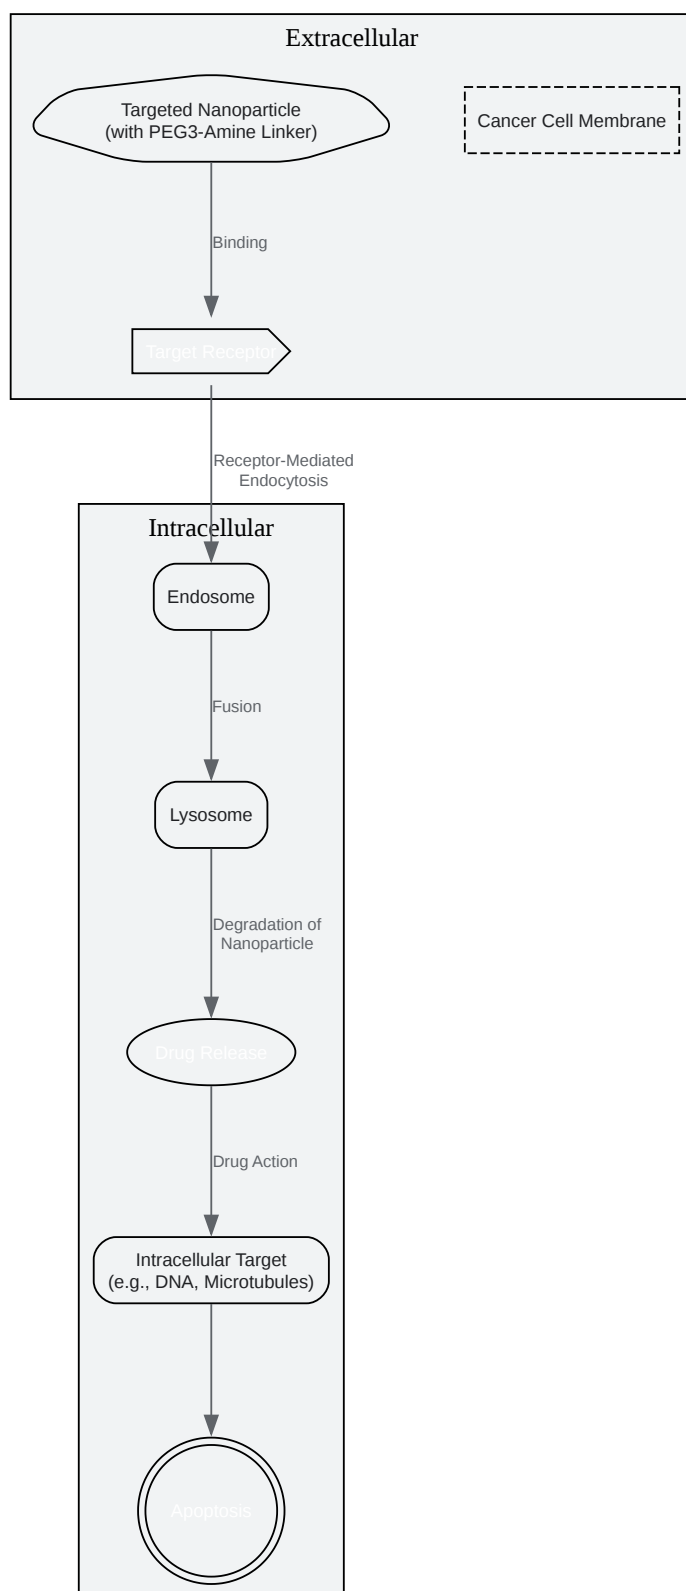 Extracellular
Targeted Nanoparticle
(with PEG3-Amine Linker)
Cancer Cell Membrane
Binding
Target Receptor
Receptor-Mediated
Endocytosis
Intracellular
Endosome
Fusion
Lysosome
Degradation of
Nanoparticle
Drug Release
Drug Action
Intracellular Target
(e.g., DNA, Microtubules)
Apoptosis